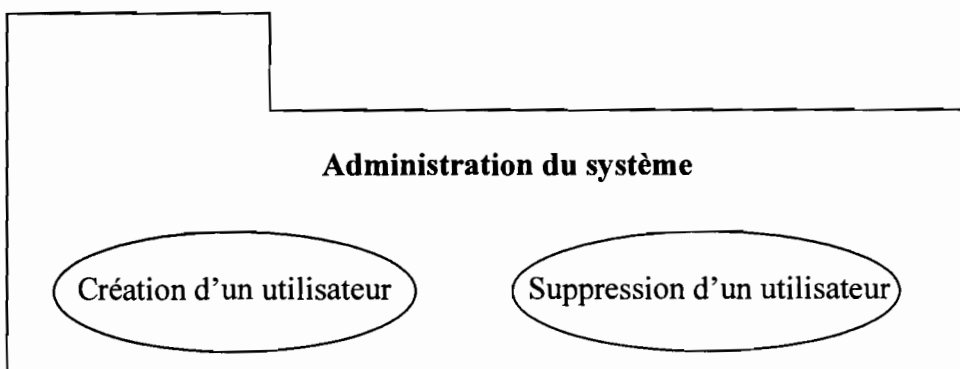 Administration du système
Création d'un utilisateur
Suppression d'un utilisateur